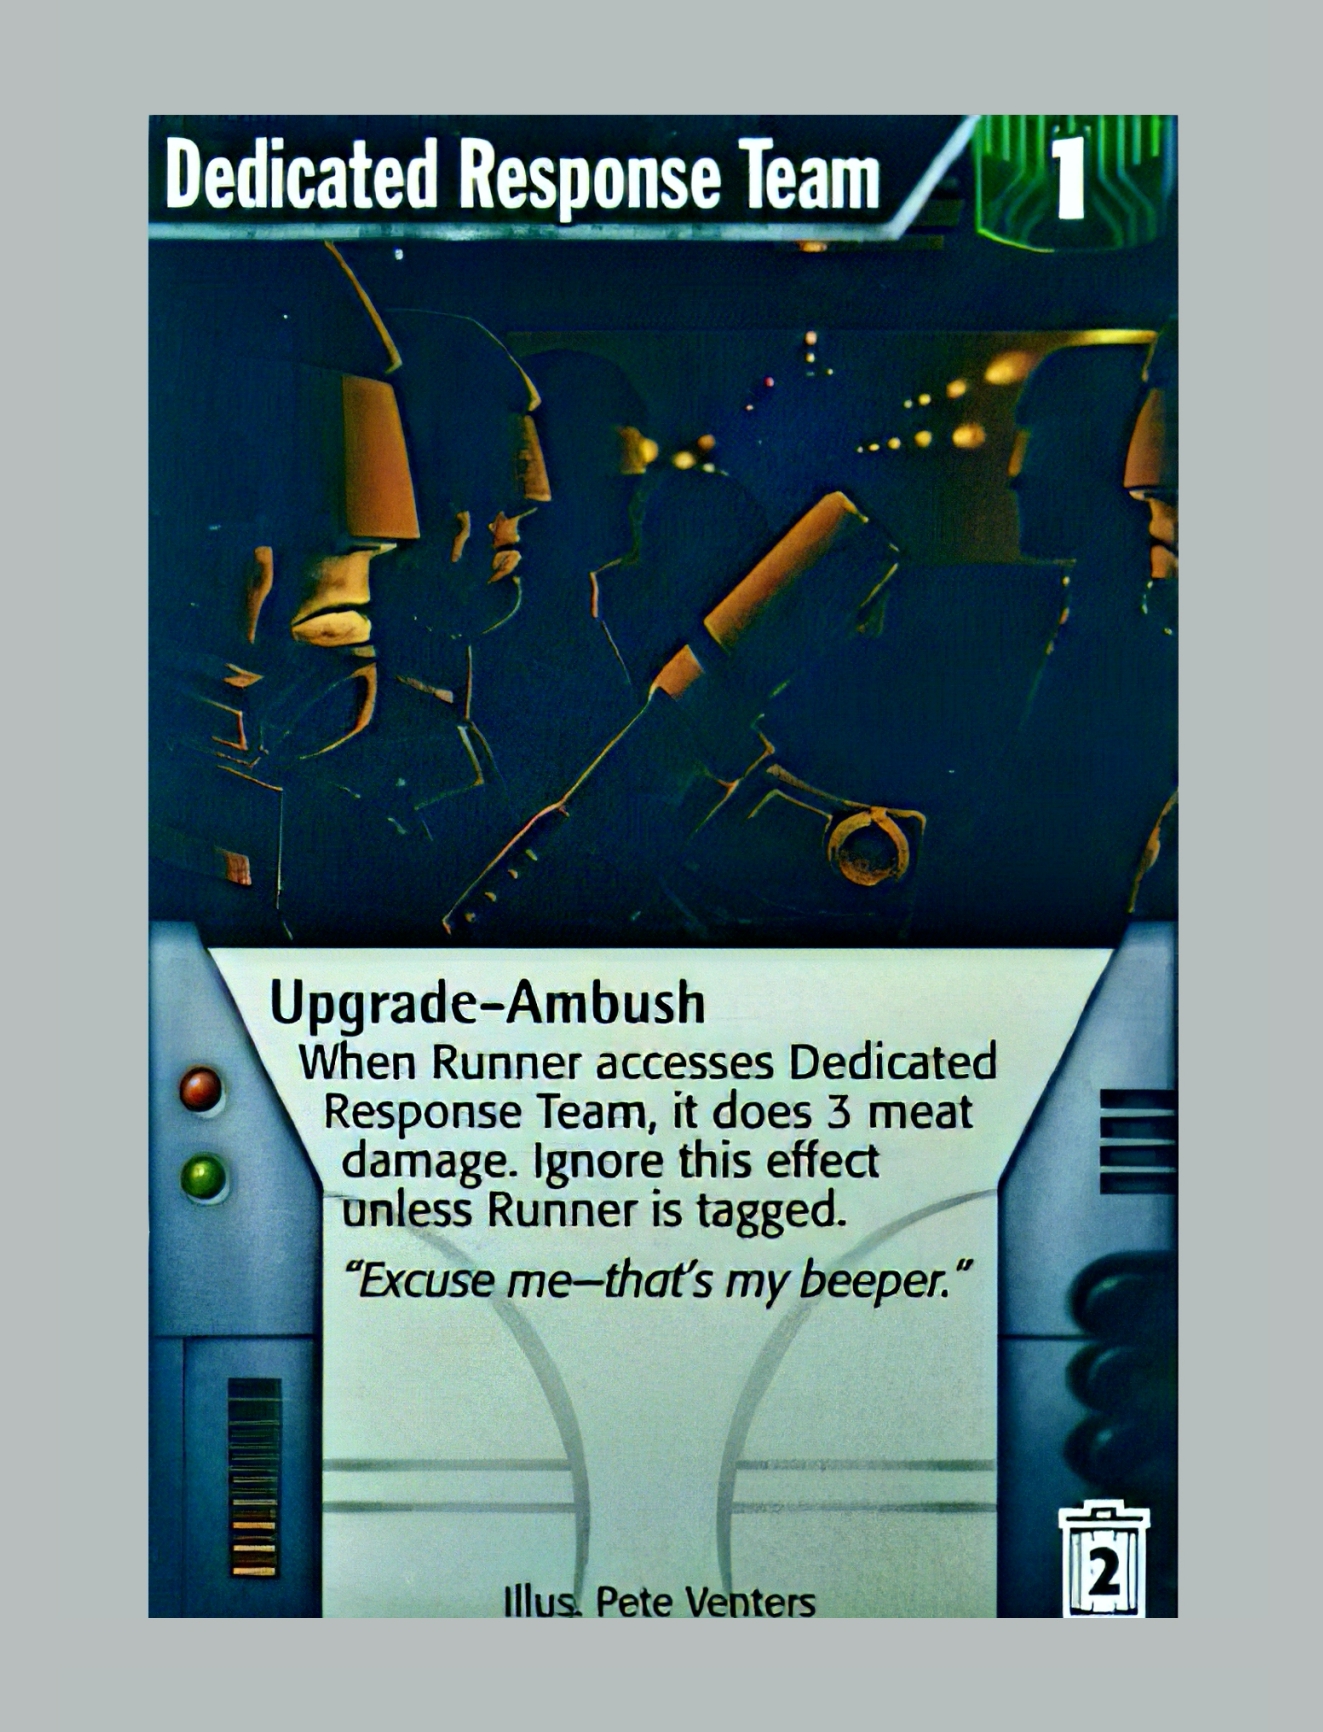 Dedicated Response Team 1
Upgrade–Ambush
When Runner accesses Dedicated
Response Team, it does 3 meat
damage. Ignore this effect
unless Runner is tagged.
“Excuse me—that’s my beeper.”
2
Illus. Pete Venters